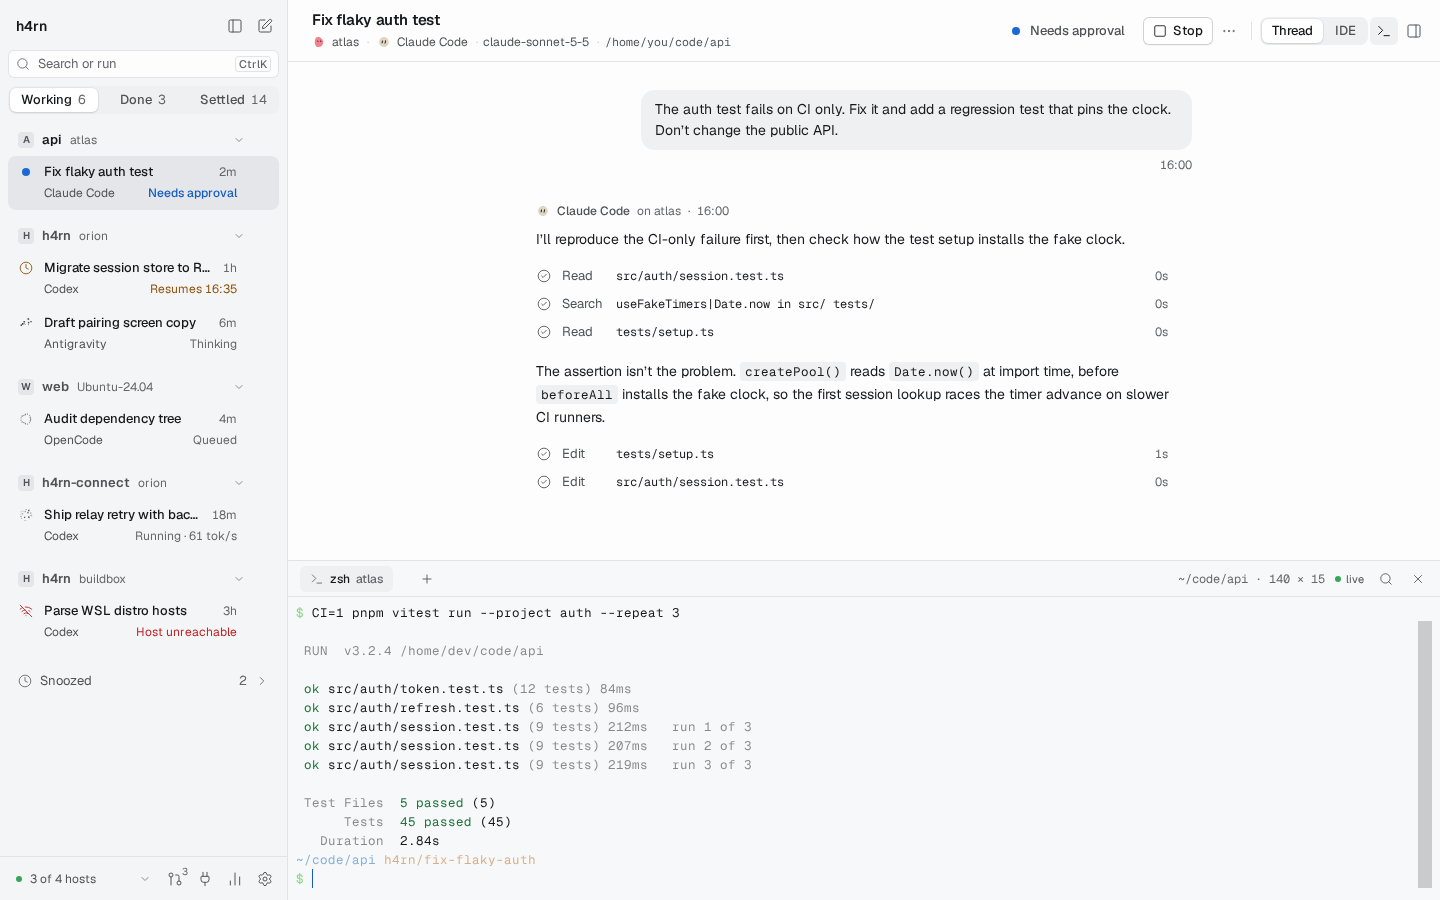 h4rn
Search or run CtrlK
Working 6 Done 3 Settled 14
A api atlas
Fix flaky auth test 2m
Claude Code Needs approval
H h4rn orion
Migrate session store to R... 1h
Codex Resumes 16:35
Draft pairing screen copy 6m
Antigravity Thinking
W web Ubuntu-24.04
Audit dependency tree 4m
OpenCode Queued
H h4rn-connect orion
Ship relay retry with bac... 18m
Codex Running · 61 tok/s
H h4rn buildbox
Parse WSL distro hosts 3h
Codex Host unreachable
Snoozed 2
3 of 4 hosts 3
Fix flaky auth test
atlas · Claude Code · claude-sonnet-5-5 · /home/you/code/api
Needs approval Stop Thread IDE
The auth test fails on CI only. Fix it and add a regression test that pins the clock.
Don't change the public API.
16:00
Claude Code on atlas · 16:00
I'll reproduce the CI-only failure first, then check how the test setup installs the fake clock.
Read src/auth/session.test.ts 0s
Search useFakeTimers|Date.now in src/ tests/ 0s
Read tests/setup.ts 0s
The assertion isn't the problem. createPool() reads Date.now() at import time, before
beforeAll installs the fake clock, so the first session lookup races the timer advance on slower
CI runners.
Edit tests/setup.ts 1s
Edit src/auth/session.test.ts 0s
zsh atlas + ~/code/api · 140 × 15 live
$ CI=1 pnpm vitest run --project auth --repeat 3
RUN v3.2.4 /home/dev/code/api
ok src/auth/token.test.ts (12 tests) 84ms
ok src/auth/refresh.test.ts (6 tests) 96ms
ok src/auth/session.test.ts (9 tests) 212ms run 1 of 3
ok src/auth/session.test.ts (9 tests) 207ms run 2 of 3
ok src/auth/session.test.ts (9 tests) 219ms run 3 of 3
Test Files 5 passed (5)
Tests 45 passed (45)
Duration 2.84s
~/code/api h4rn/fix-flaky-auth
$